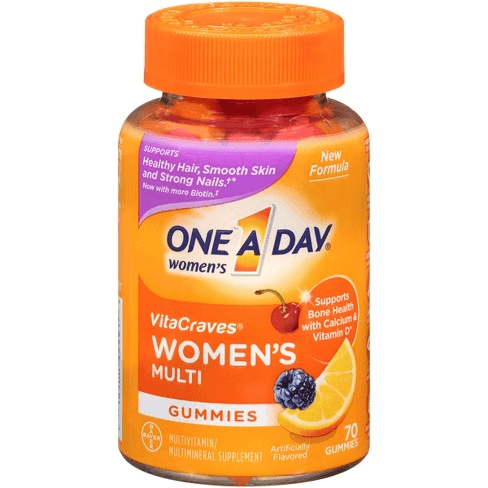 SUPPORTS
Healthy Hair, Smooth Skin
and Strong Nails.†*
Now with more Biotin.‡
New
Formula
ONE A DAY®
1
women's
Supports
Bone Health
with Calcium &
Vitamin D*
VitaCraves®
WOMEN'S
MULTI
GUMMIES
BAYER
MULTIVITAMIN/
MULTIMINERAL SUPPLEMENT
Artificially
Flavored
70
GUMMIES